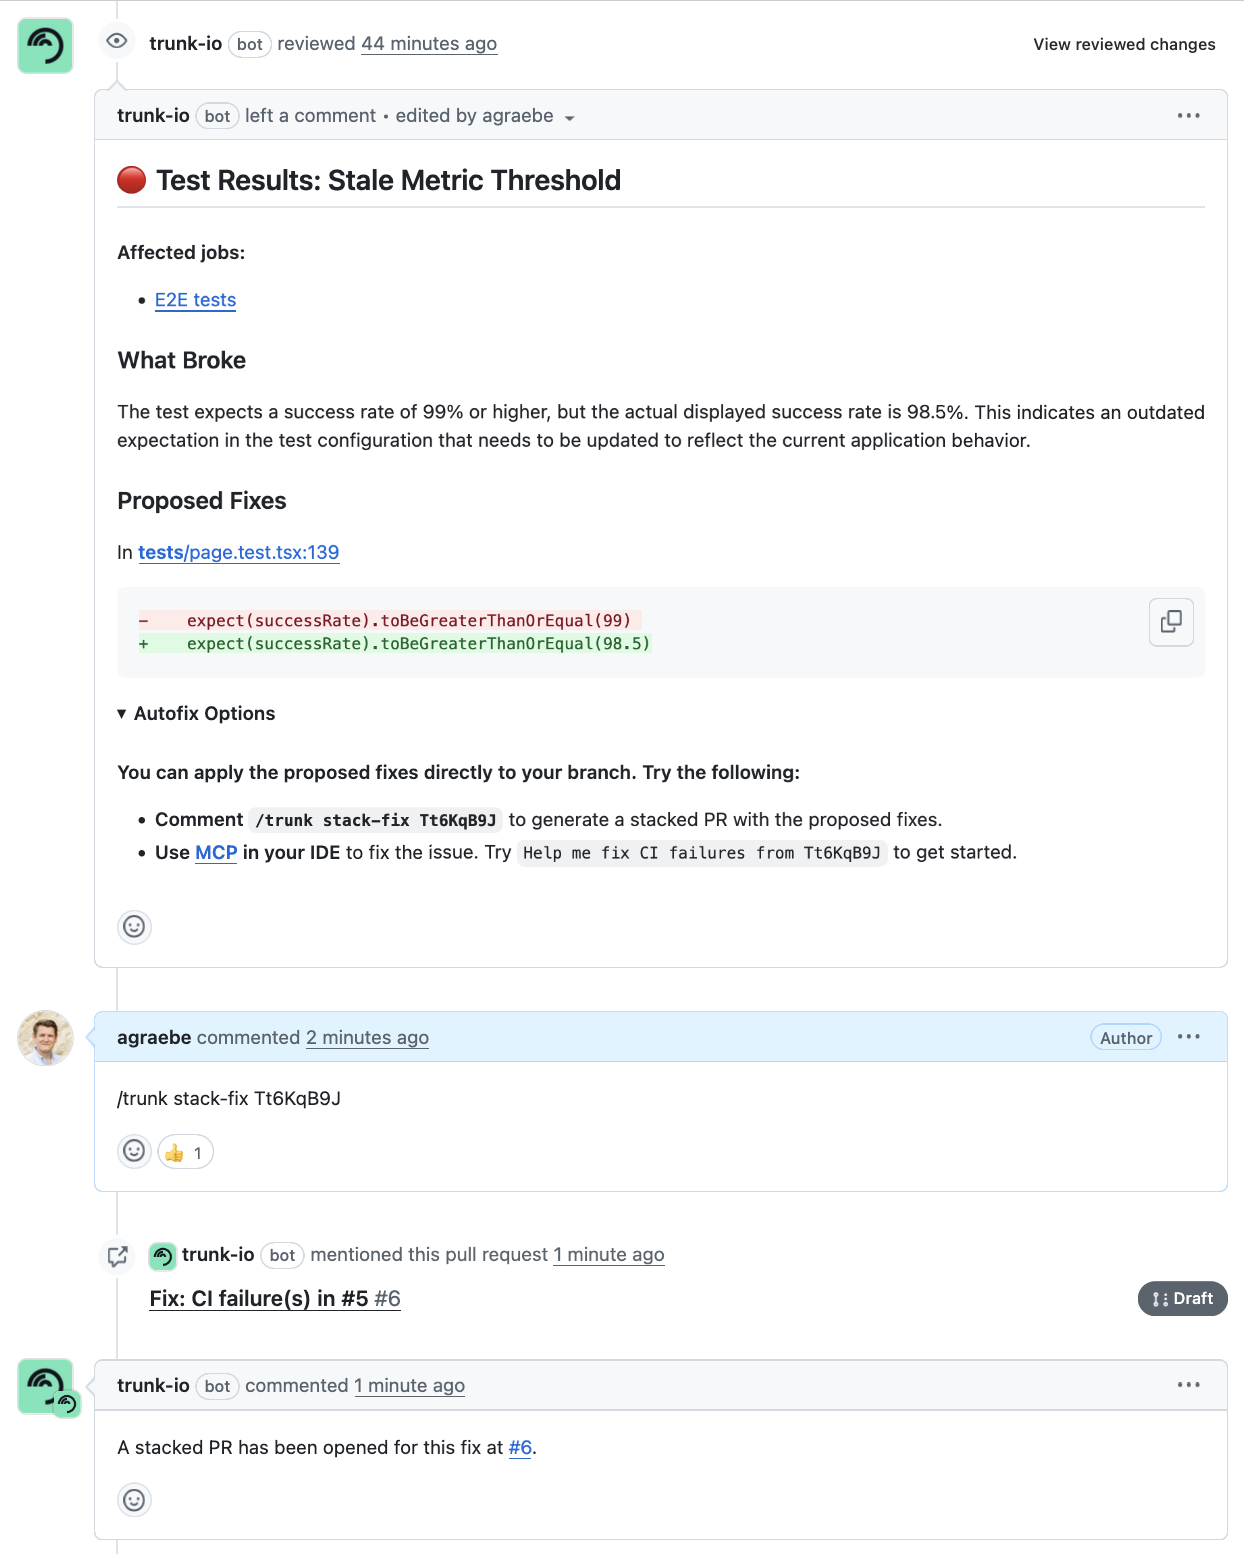 trunk-io bot reviewed 44 minutes ago
View reviewed changes
trunk-io bot left a comment • edited by agraebe
Test Results: Stale Metric Threshold
Affected jobs:
• E2E tests
What Broke
The test expects a success rate of 99% or higher, but the actual displayed success rate is 98.5%. This indicates an outdated
expectation in the test configuration that needs to be updated to reflect the current application behavior.
Proposed Fixes
In tests/page.test.tsx:139
-    expect(successRate).toBeGreaterThanOrEqual(99)
+    expect(successRate).toBeGreaterThanOrEqual(98.5)
▾ Autofix Options
You can apply the proposed fixes directly to your branch. Try the following:
• Comment /trunk stack-fix Tt6KqB9J to generate a stacked PR with the proposed fixes.
• Use MCP in your IDE to fix the issue. Try Help me fix CI failures from Tt6KqB9J to get started.
agraebe commented 2 minutes ago
Author
/trunk stack-fix Tt6KqB9J
👍 1
trunk-io bot mentioned this pull request 1 minute ago
Fix: CI failure(s) in #5 #6
Draft
trunk-io bot commented 1 minute ago
A stacked PR has been opened for this fix at #6.